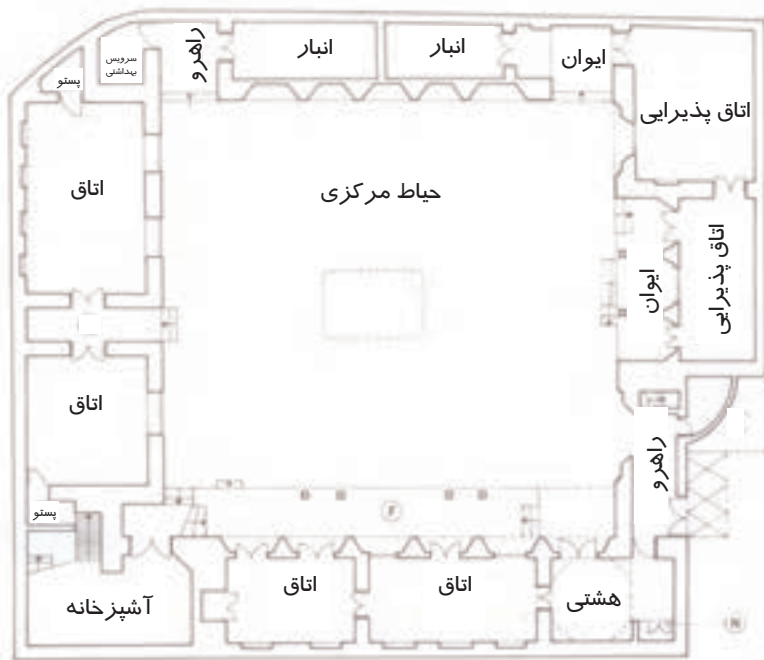 سرویس
بهداشتی
راهرو
انبار
انبار
ایوان
پستو
اتاق پذیرایی
اتاق
حیاط مرکزی
ایوان
اتاق پذیرایی
اتاق
راهرو
پستو
F
آشپزخانه
اتاق
اتاق
هشتی
N